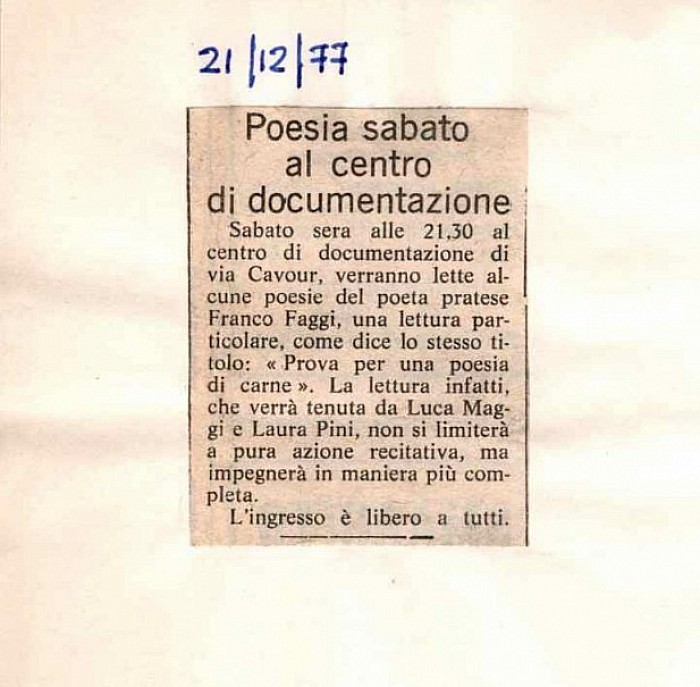 21/12/77
Poesia sabato
al centro
di documentazione
Sabato sera alle 21,30 al
centro di documentazione di
via Cavour, verranno lette al-
cune poesie del poeta pratese
Franco Faggi, una lettura par-
ticolare, come dice lo stesso ti-
tolo: « Prova per una poesia
di carne ». La lettura infatti,
che verrà tenuta da Luca Mag-
gi e Laura Pini, non si limiterà
a pura azione recitativa, ma
impegnerà in maniera più com-
pleta.
L'ingresso è libero a tutti.